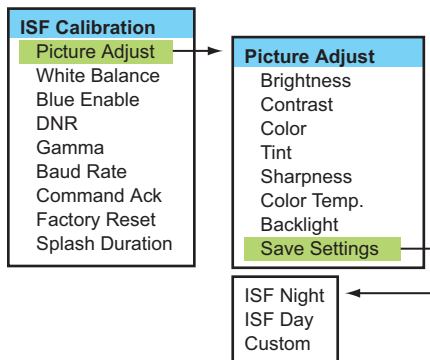 ISF Calibration
Picture Adjust
White Balance
Blue Enable
DNR
Gamma
Baud Rate
Command Ack
Factory Reset
Splash Duration
Picture Adjust
Brightness
Contrast
Color
Tint
Sharpness
Color Temp.
Backlight
Save Settings
ISF Night
ISF Day
Custom